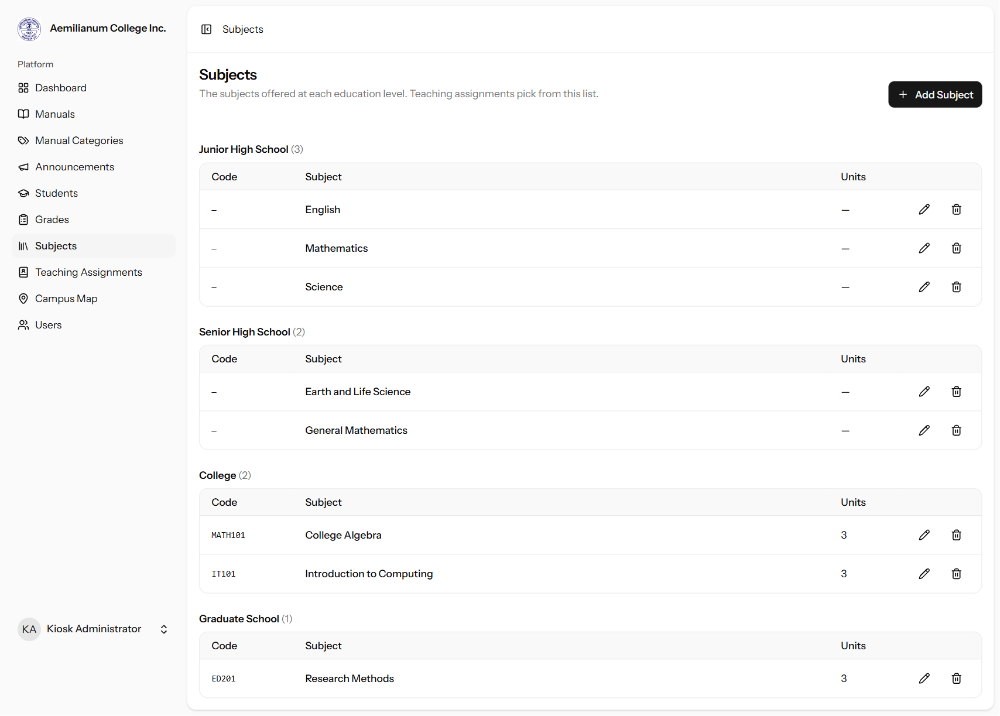 Aemilianum College Inc.
Platform
Dashboard
Manuals
Manual Categories
Announcements
Students
Grades
Subjects
Teaching Assignments
Campus Map
Users
KA Kiosk Administrator
Subjects
Subjects
The subjects offered at each education level. Teaching assignments pick from this list.
+ Add Subject
Junior High School (3)
Code Subject Units
– English —
– Mathematics —
– Science —
Senior High School (2)
Code Subject Units
– Earth and Life Science —
– General Mathematics —
College (2)
Code Subject Units
MATH101 College Algebra 3
IT101 Introduction to Computing 3
Graduate School (1)
Code Subject Units
ED201 Research Methods 3